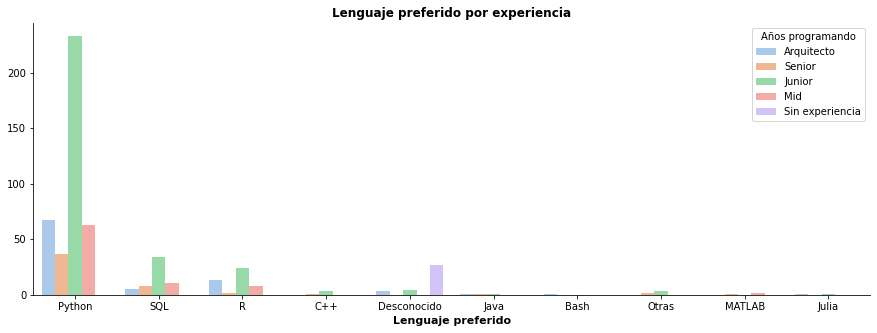 Lenguaje preferido por experiencia
Años programando
Arquitecto
Senior
Junior
Mid
Sin experiencia
200
150
100
50
0
Python SQL R C++ Desconocido Java Bash Otras MATLAB Julia
Lenguaje preferido